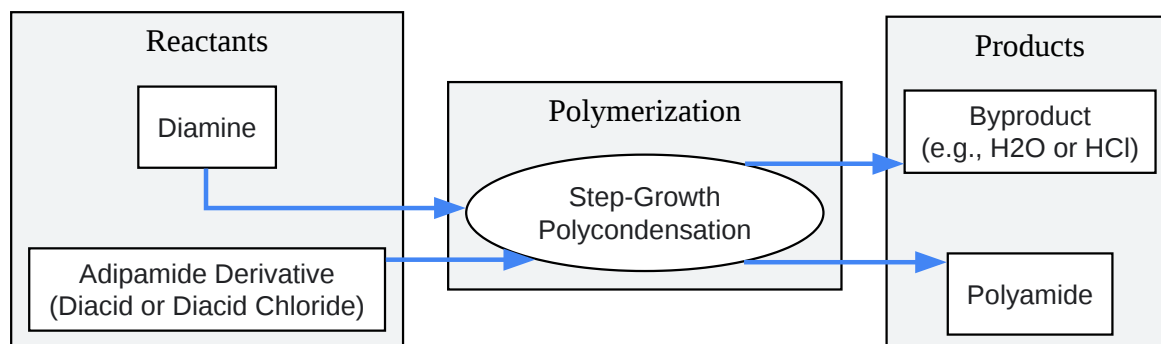 Reactants
Diamine
Adipamide Derivative
(Diacid or Diacid Chloride)
Polymerization
Step-Growth
Polycondensation
Products
Byproduct
(e.g., H2O or HCl)
Polyamide